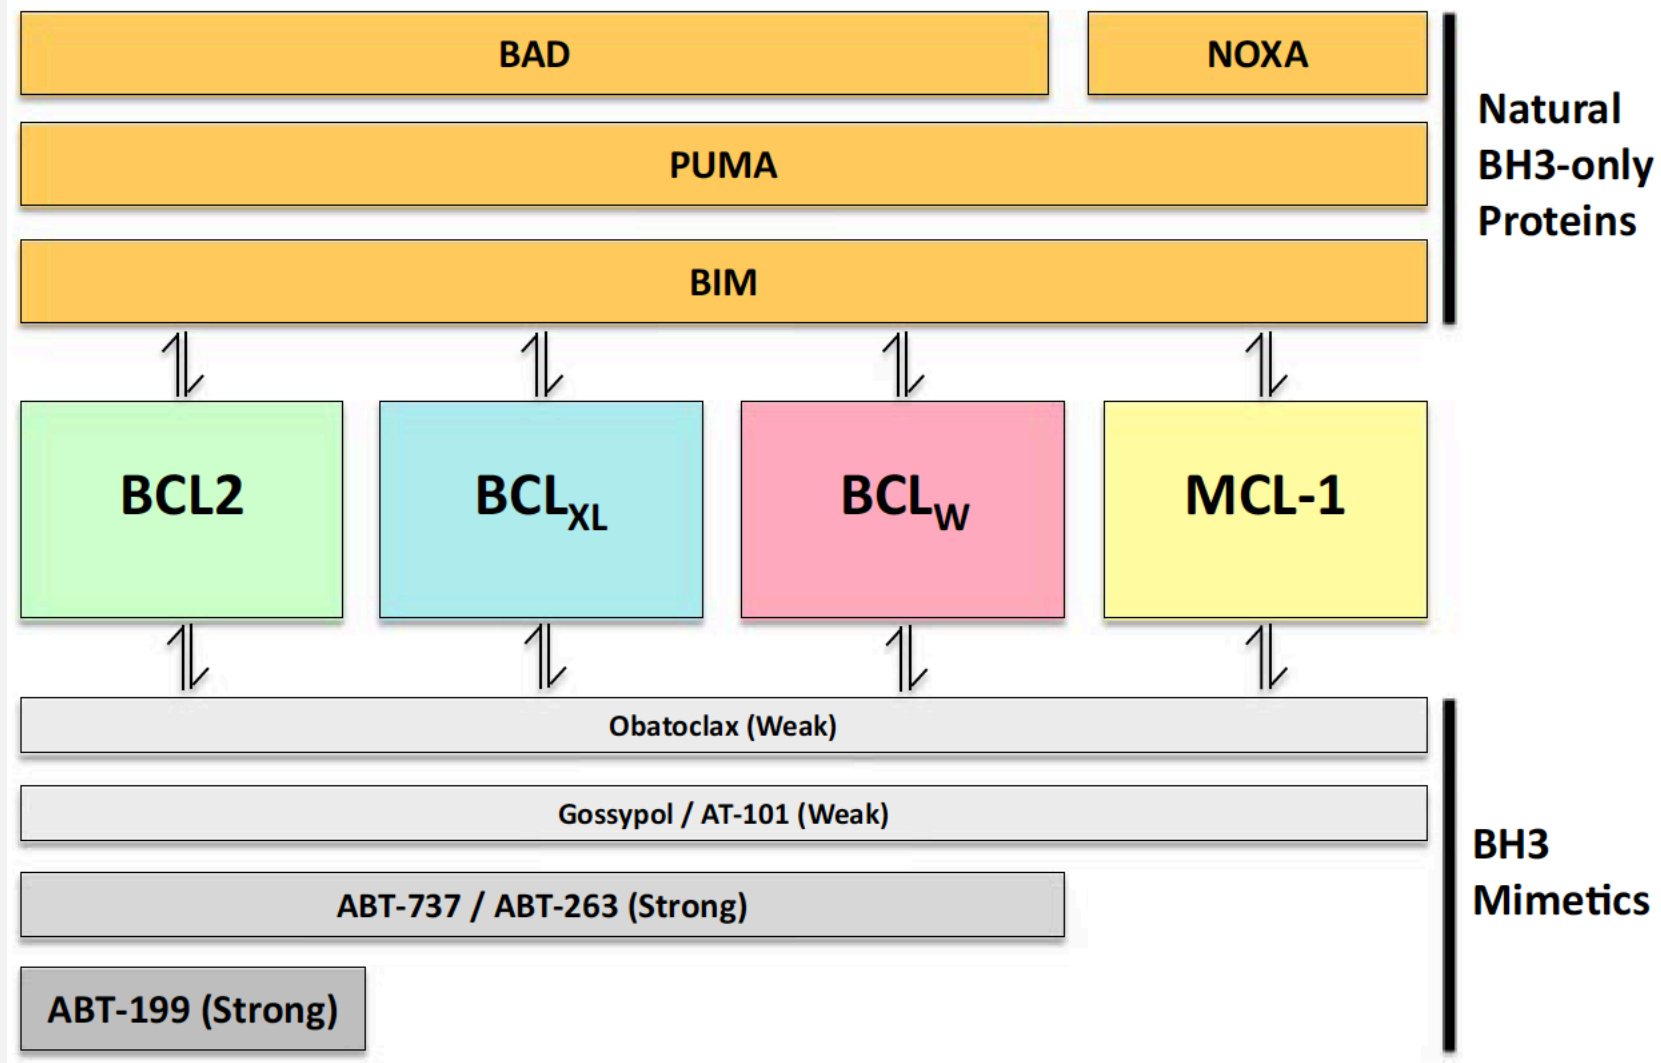 BAD
NOXA
PUMA
BIM
Natural
BH3-only
Proteins
BCL2
BCLXL
BCLW
MCL-1
Obatoclax (Weak)
Gossypol / AT-101 (Weak)
ABT-737 / ABT-263 (Strong)
ABT-199 (Strong)
BH3
Mimetics